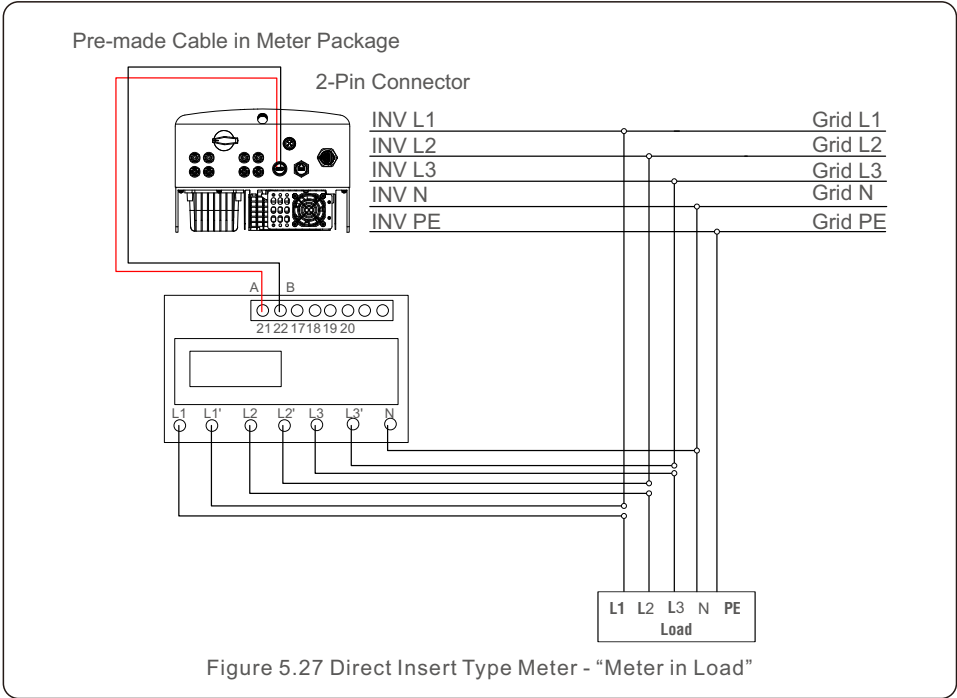 Pre-made Cable in Meter Package
2-Pin Connector
INV L1 Grid L1
INV L2 Grid L2
INV L3 Grid L3
INV N Grid N
INV PE Grid PE
A B
21 22 17 18 19 20
L1 L1' L2 L2' L3 L3' N
L1 L2 L3 N PE
Load
Figure 5.27 Direct Insert Type Meter - “Meter in Load”